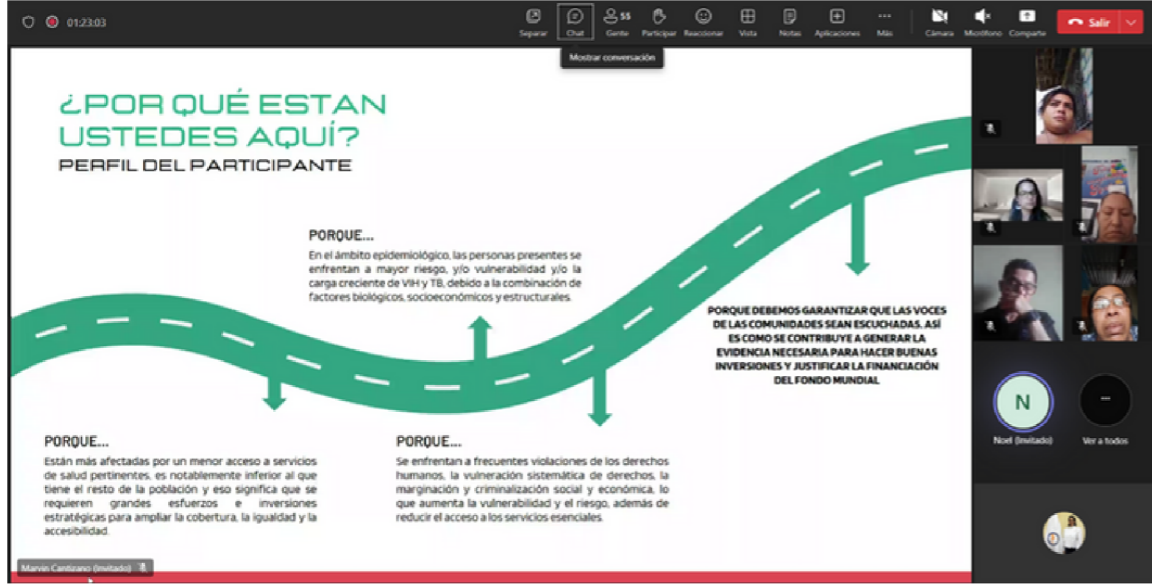 01:23:03
Separar
Chat
55
Gente
Participar
Reaccionar
Vista
Notas
Aplicaciones
Más
Cámara
Micrófono
Compartir
Salir
Mostrar conversación
¿POR QUÉ ESTAN
USTEDES AQUÍ?
PERFIL DEL PARTICIPANTE
PORQUE...
En el ámbito epidemiológico, las personas presentes se
enfrentan a mayor riesgo, y/o vulnerabilidad y/o la
carga creciente de VIH y TB, debido a la combinación de
factores biológicos, socioeconómicos y estructurales.
PORQUE DEBEMOS GARANTIZAR QUE LAS VOCES
DE LAS COMUNIDADES SEAN ESCUCHADAS. ASÍ
ES COMO SE CONTRIBUYE A GENERAR LA
EVIDENCIA NECESARIA PARA HACER BUENAS
INVERSIONES Y JUSTIFICAR LA FINANCIACIÓN
DEL FONDO MUNDIAL
PORQUE...
Están más afectadas por un menor acceso a servicios
de salud pertinentes, es notablemente inferior al que
tiene el resto de la población y eso significa que se
requieren grandes esfuerzos e inversiones
estratégicas para ampliar la cobertura, la igualdad y la
accesibilidad.
PORQUE...
Se enfrentan a frecuentes violaciones de los derechos
humanos, la vulneración sistemática de derechos, la
marginación y criminalización social y económica, lo
que aumenta la vulnerabilidad y el riesgo, además de
reducir el acceso a los servicios esenciales.
N
Noel (Invitado)
Ver a todos
Marvin Cantizano (Invitado)